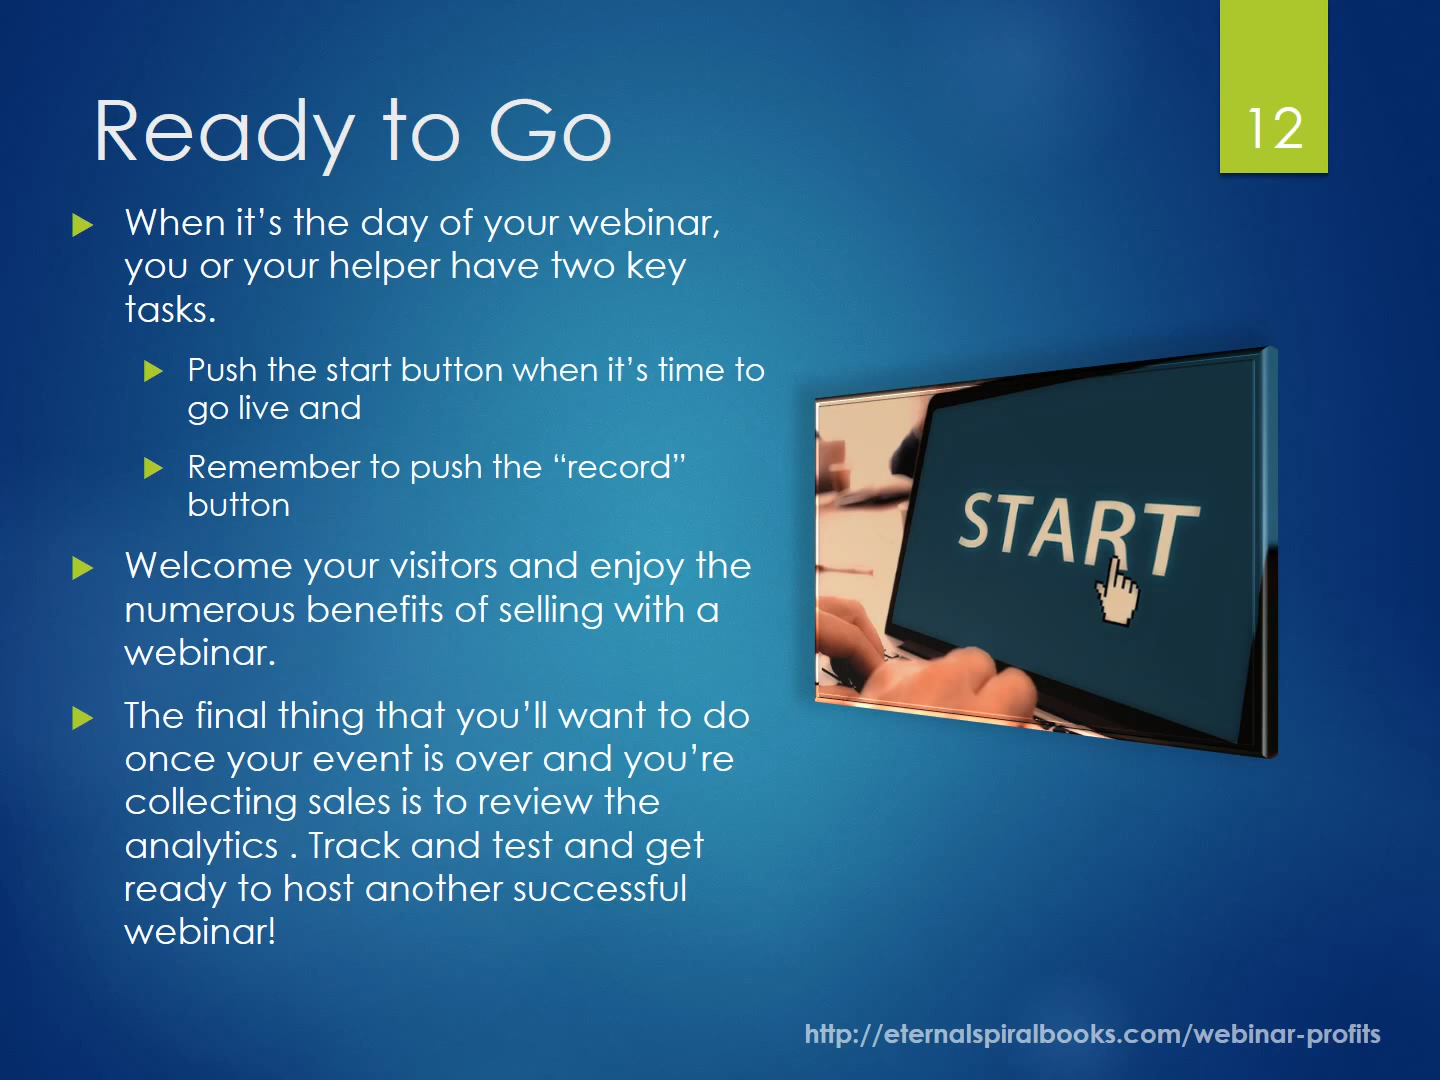 Ready to Go
12
When it’s the day of your webinar,
you or your helper have two key
tasks.
Push the start button when it’s time to
go live and
Remember to push the “record”
button
Welcome your visitors and enjoy the
numerous benefits of selling with a
webinar.
The final thing that you’ll want to do
once your event is over and you’re
collecting sales is to review the
analytics . Track and test and get
ready to host another successful
webinar!
START
http://eternalspiralbooks.com/webinar-profits